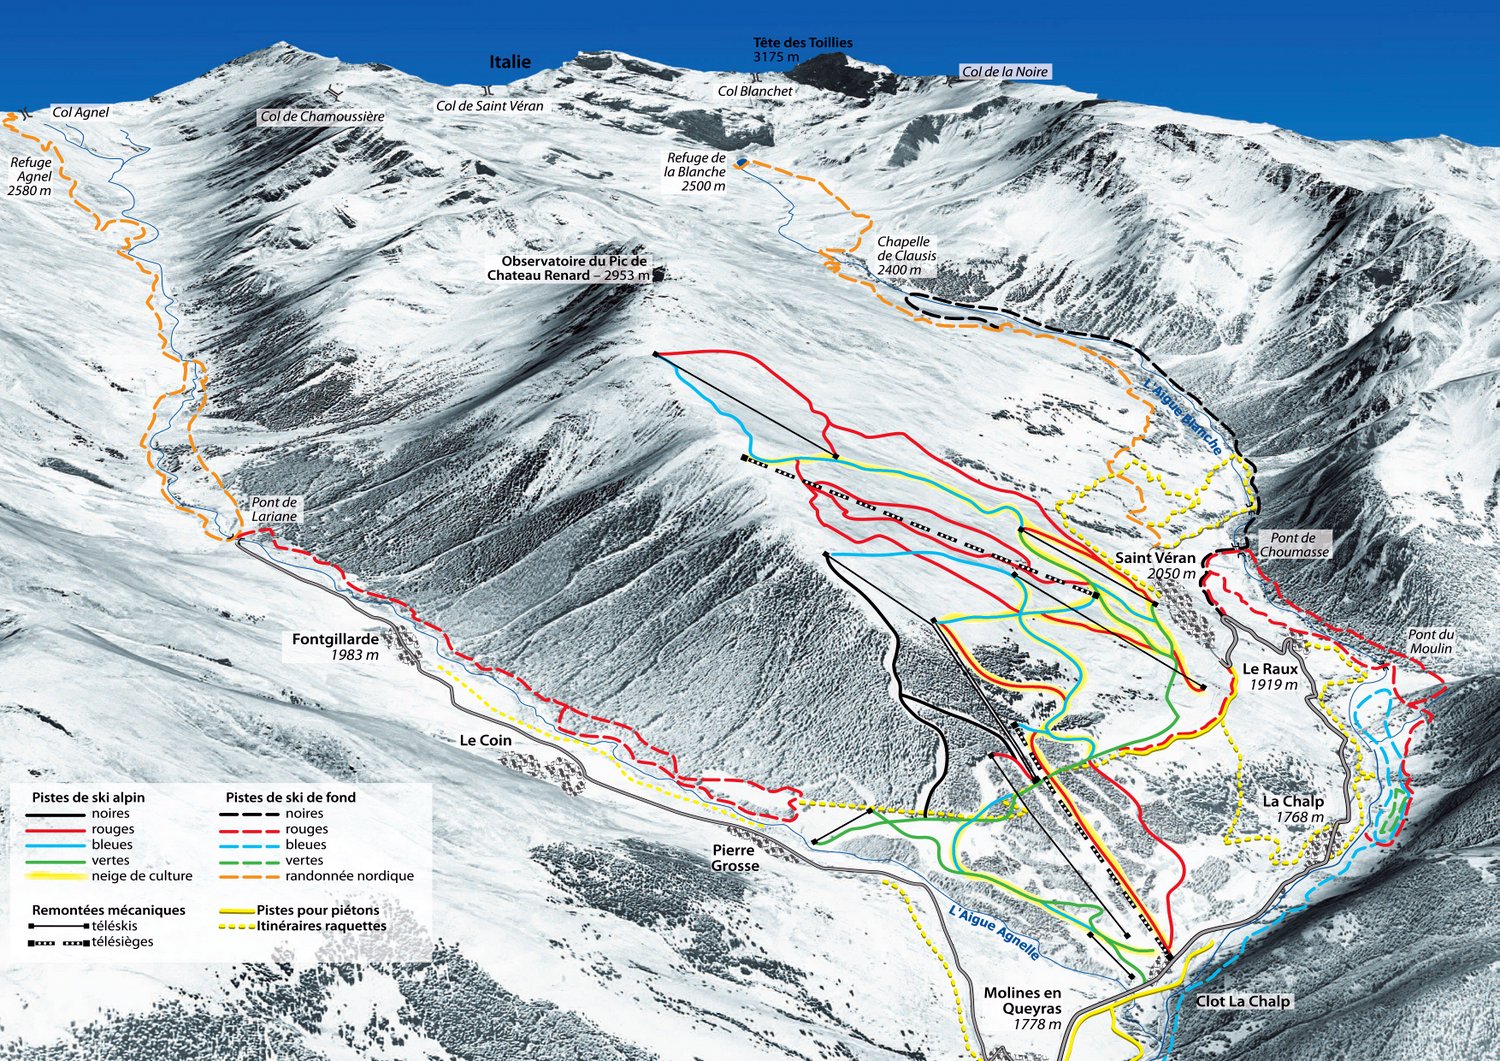 Tête des Toillies
3175 m
Italie
Col de la Noire
Col Blanchet
Col de Saint Véran
Col Agnel
Col de Chamoussière
Refuge
Agnel
2580 m
Refuge de
la Blanche
2500 m
Chapelle
de Clausis
2400 m
Observatoire du Pic de
Chateau Renard – 2953 m
L'Aigue Blanche
Pont de
Lariane
Pont de
Choumasse
Saint Véran
2050 m
Fontgillarde
1983 m
Pont du
Moulin
Le Raux
1919 m
Le Coin
La Chalp
1768 m
Pierre
Grosse
L'Aigue Agnelle
Molines en
Queyras
1778 m
Clot La Chalp
Pistes de ski alpin
noires
rouges
bleues
vertes
neige de culture
Pistes de ski de fond
noires
rouges
bleues
vertes
randonnée nordique
Remontées mécaniques
téléskis
télésièges
Pistes pour piétons
Itinéraires raquettes